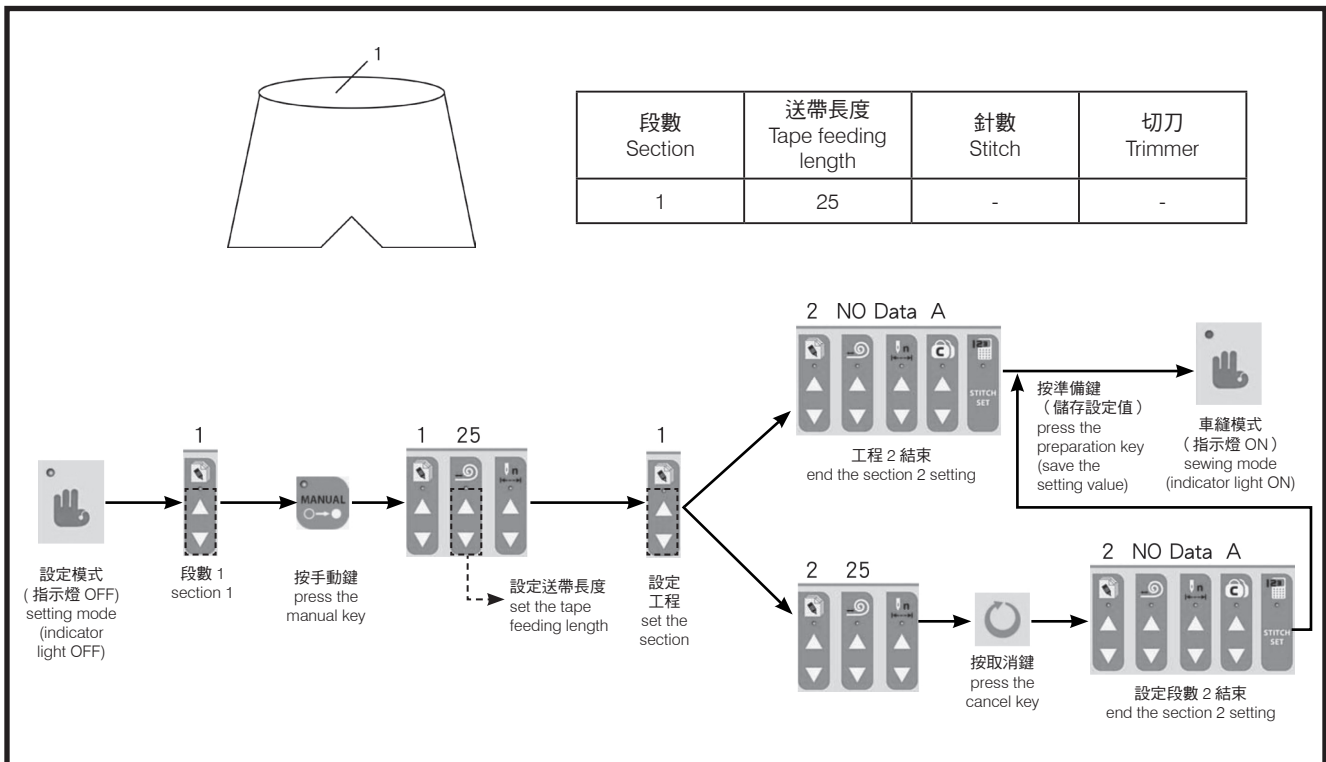 1
段數
Section
送帶長度
Tape feeding
length
針數
Stitch
切刀
Trimmer
1
25
-
-
設定模式
( 指示燈 OFF)
setting mode
(indicator
light OFF)
1
段數 1
section 1
MANUAL
按手動鍵
press the
manual key
1 25
n
設定送帶長度
set the tape
feeding length
1
設定
工程
set the
section
2 NO Data A
n
C
123
STITCH
SET
工程 2 結束
end the section 2 setting
按準備鍵
( 儲存設定值 )
press the
preparation key
(save the
setting value)
車縫模式
( 指示燈 ON )
sewing mode
(indicator light ON)
2 25
n
按取消鍵
press the
cancel key
2 NO Data A
n
C
123
STITCH
SET
設定段數 2 結束
end the section 2 setting